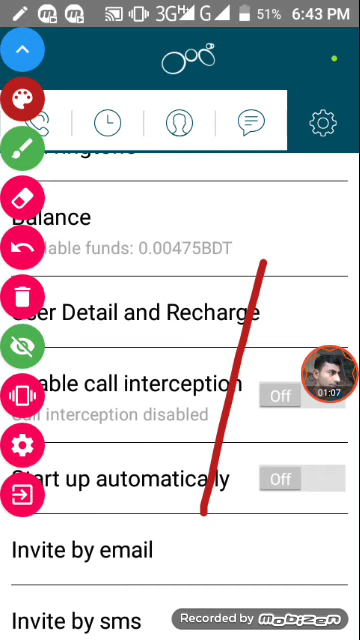 3G H 51% 6:43 PM
Balance
lable funds: 0.00475BDT
User Detail and Recharge
able call interception Off
01:07
Call interception disabled
Start up automatically Off
Invite by email
Invite by sms
Recorded by MOBIZEN